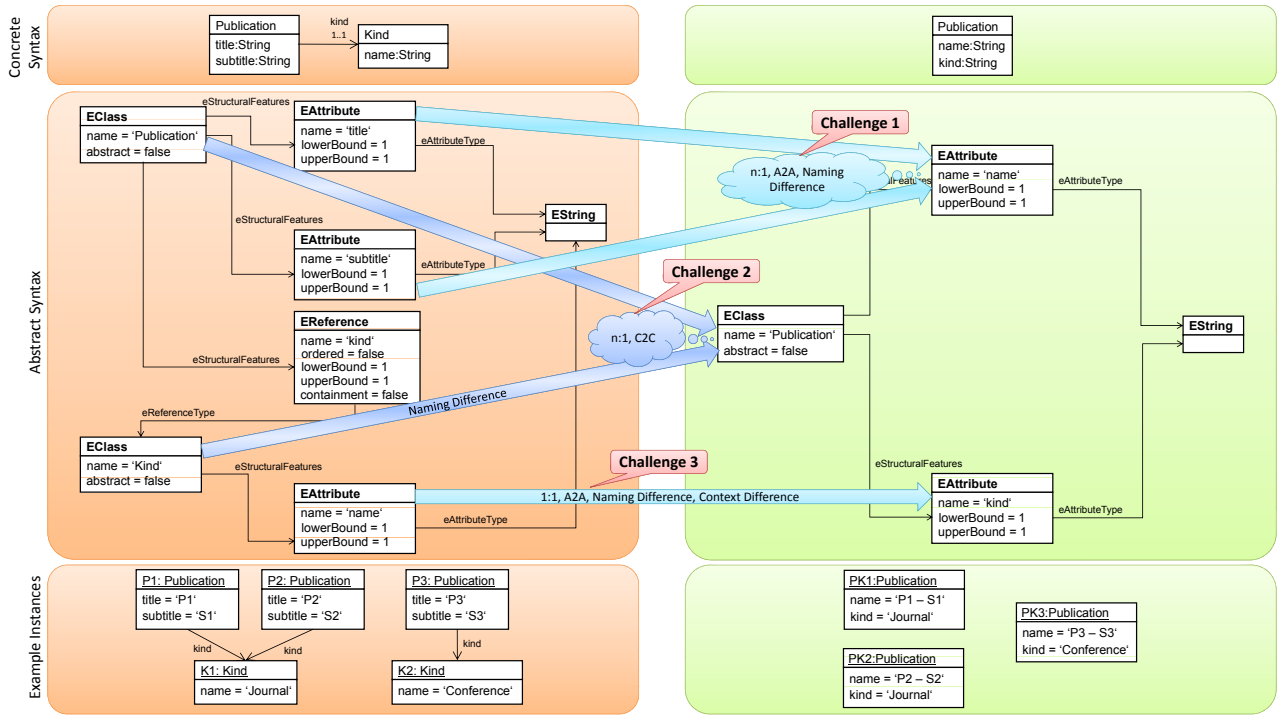 Concrete
Syntax
Publication
title:String
subtitle:String
kind
1..1
Kind
name:String
Publication
name:String
kind:String
Abstract Syntax
EClass
name = ‘Publication‘
abstract = false
eStructuralFeatures
EAttribute
name = ‘title‘
lowerBound = 1
upperBound = 1
eAttributeType
eStructuralFeatures
EAttribute
name = ‘subtitle‘
lowerBound = 1
upperBound = 1
eAttributeType
EString
EReference
name = ‘kind‘
ordered = false
lowerBound = 1
upperBound = 1
containment = false
eStructuralFeatures
eReferenceType
EClass
name = ‘Kind‘
abstract = false
eStructuralFeatures
EAttribute
name = ‘name‘
lowerBound = 1
upperBound = 1
eAttributeType
Challenge 1
n:1, A2A, Naming
Difference
Challenge 2
n:1, C2C
Naming Difference
Challenge 3
1:1, A2A, Naming Difference, Context Difference
EAttribute
name = ‘name‘
lowerBound = 1
upperBound = 1
eAttributeType
EClass
name = ‘Publication‘
abstract = false
EString
eStructuralFeatures
EAttribute
name = ‘kind‘
lowerBound = 1
upperBound = 1
eAttributeType
Example Instances
P1: Publication
title = ‘P1‘
subtitle = ‘S1‘
P2: Publication
title = ‘P2‘
subtitle = ‘S2‘
P3: Publication
title = ‘P3‘
subtitle = ‘S3‘
kind
kind
kind
K1: Kind
name = ‘Journal‘
K2: Kind
name = ‘Conference‘
PK1:Publication
name = ‘P1 – S1‘
kind = ‘Journal‘
PK3:Publication
name = ‘P3 – S3‘
kind = ‘Conference‘
PK2:Publication
name = ‘P2 – S2‘
kind = ‘Journal‘